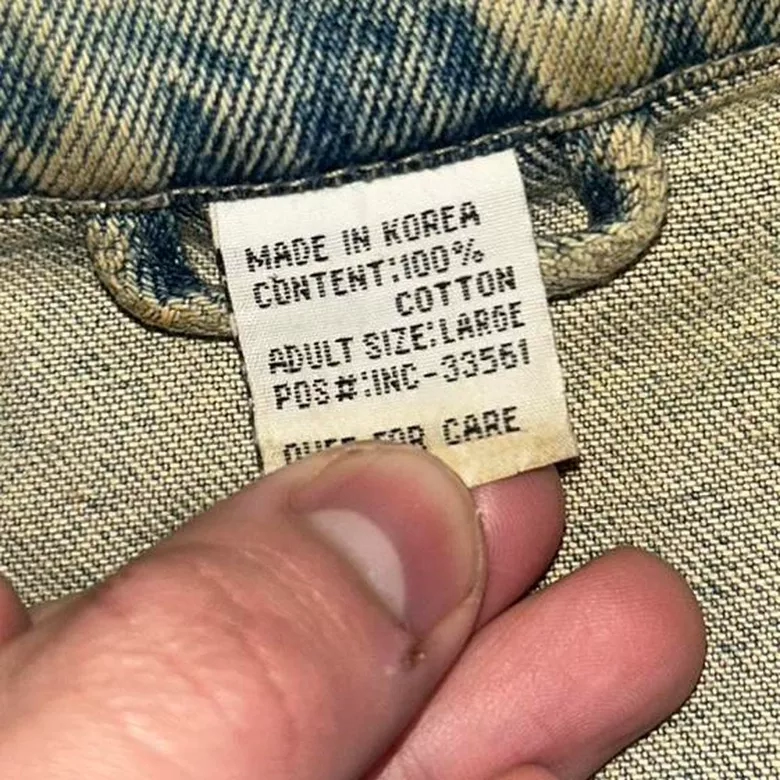 MADE IN KOREA
CONTENT:100%
COTTON
ADULT SIZE:LARGE
POS#:INC-33561
FOR CARE